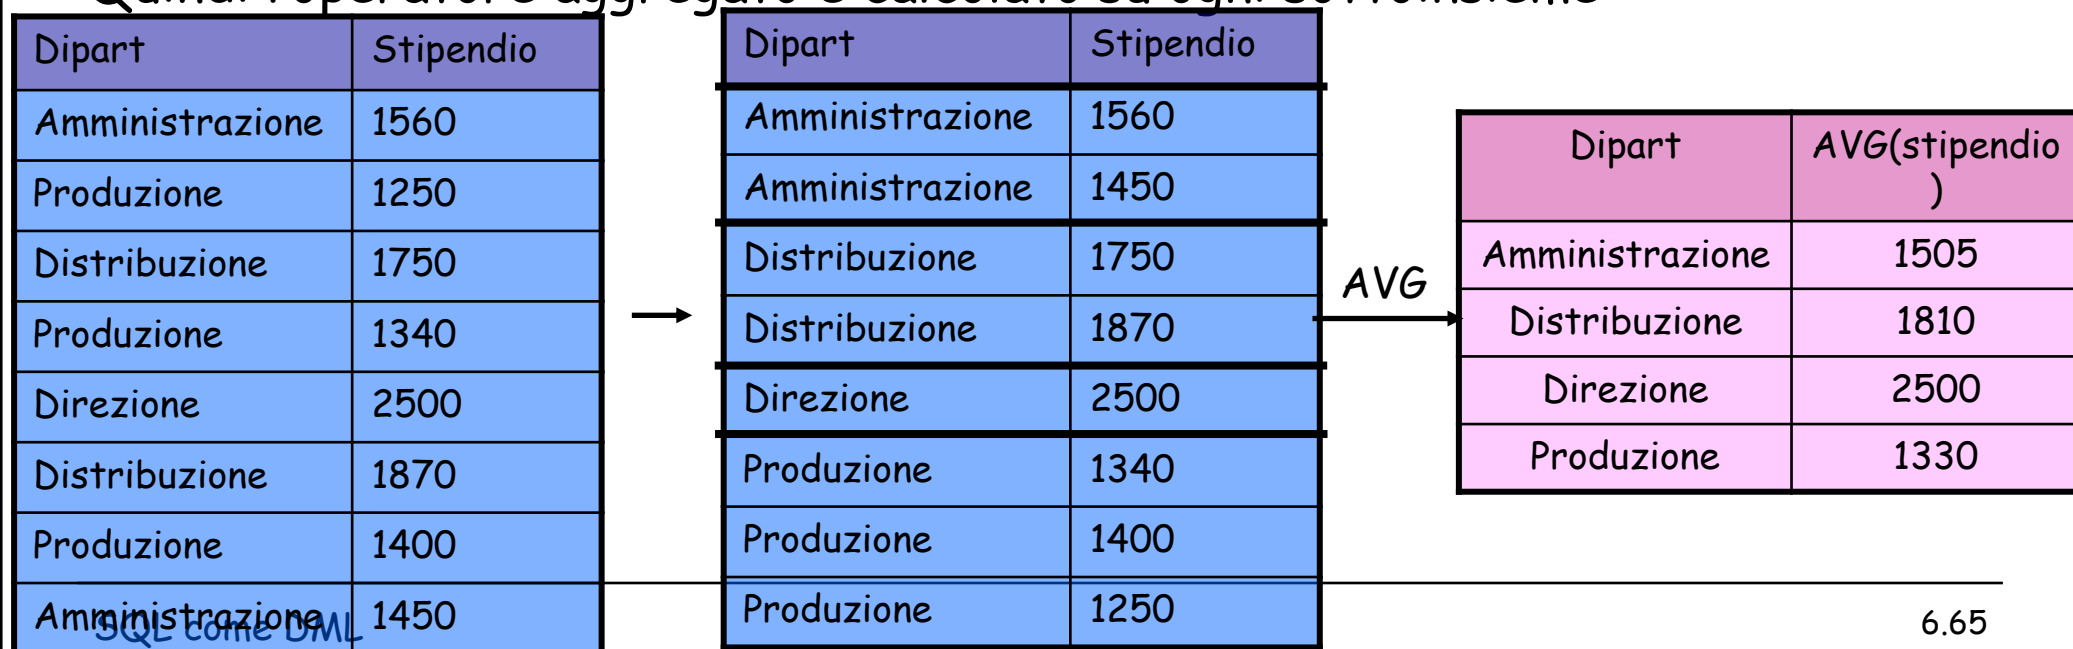 Dipart Stipendio
Amministrazione 1560
Produzione 1250
Distribuzione 1750
Produzione 1340
Direzione 2500
Distribuzione 1870
Produzione 1400
Amministrazione 1450
Dipart Stipendio
Amministrazione 1560
Amministrazione 1450
Distribuzione 1750
Distribuzione 1870
Direzione 2500
Produzione 1340
Produzione 1400
Produzione 1250
AVG
Dipart AVG(stipendio
)
Amministrazione 1505
Distribuzione 1810
Direzione 2500
Produzione 1330
SQL come DML
6.65